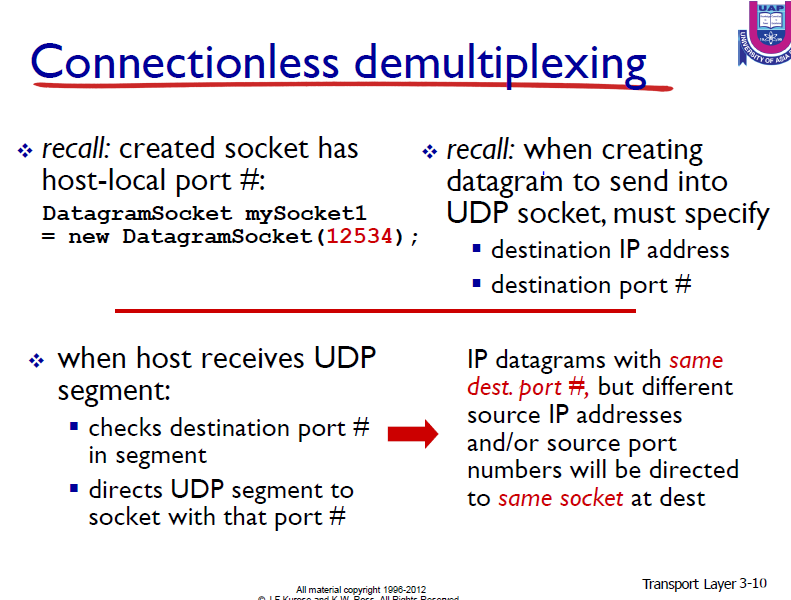 Connectionless demultiplexing
UAP
UNIVERSITY OF ASIA
recall: created socket has
host-local port #:
DatagramSocket mySocket1
= new DatagramSocket(12534);
recall: when creating
datagram to send into
UDP socket, must specify
destination IP address
destination port #
when host receives UDP
segment:
checks destination port #
in segment
directs UDP segment to
socket with that port #
IP datagrams with same
dest. port #, but different
source IP addresses
and/or source port
numbers will be directed
to same socket at dest
All material copyright 1996-2012
© J.F Kurose and K.W. Ross, All Rights Reserved
Transport Layer 3-10